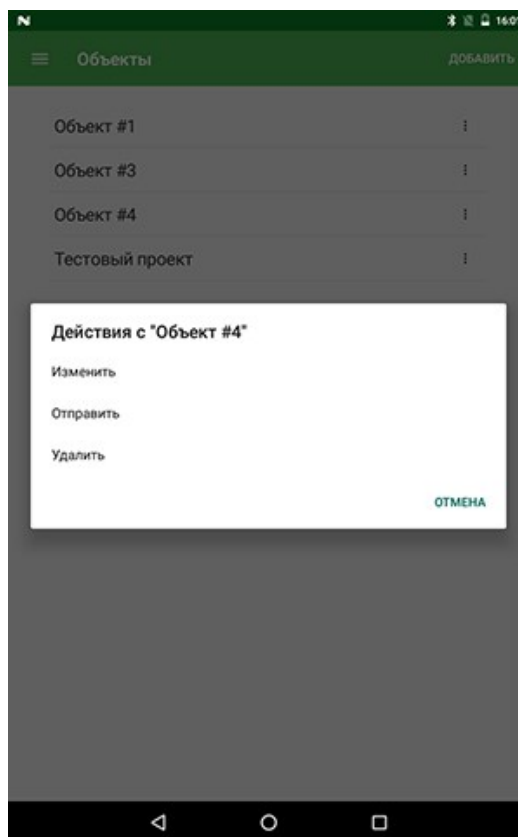 16:0
Объекты
ДОБАВИТЬ
Объект #1
Объект #3
Объект #4
Тестовый проект
Действия с "Объект #4"
Изменить
Отправить
Удалить
ОТМЕНА